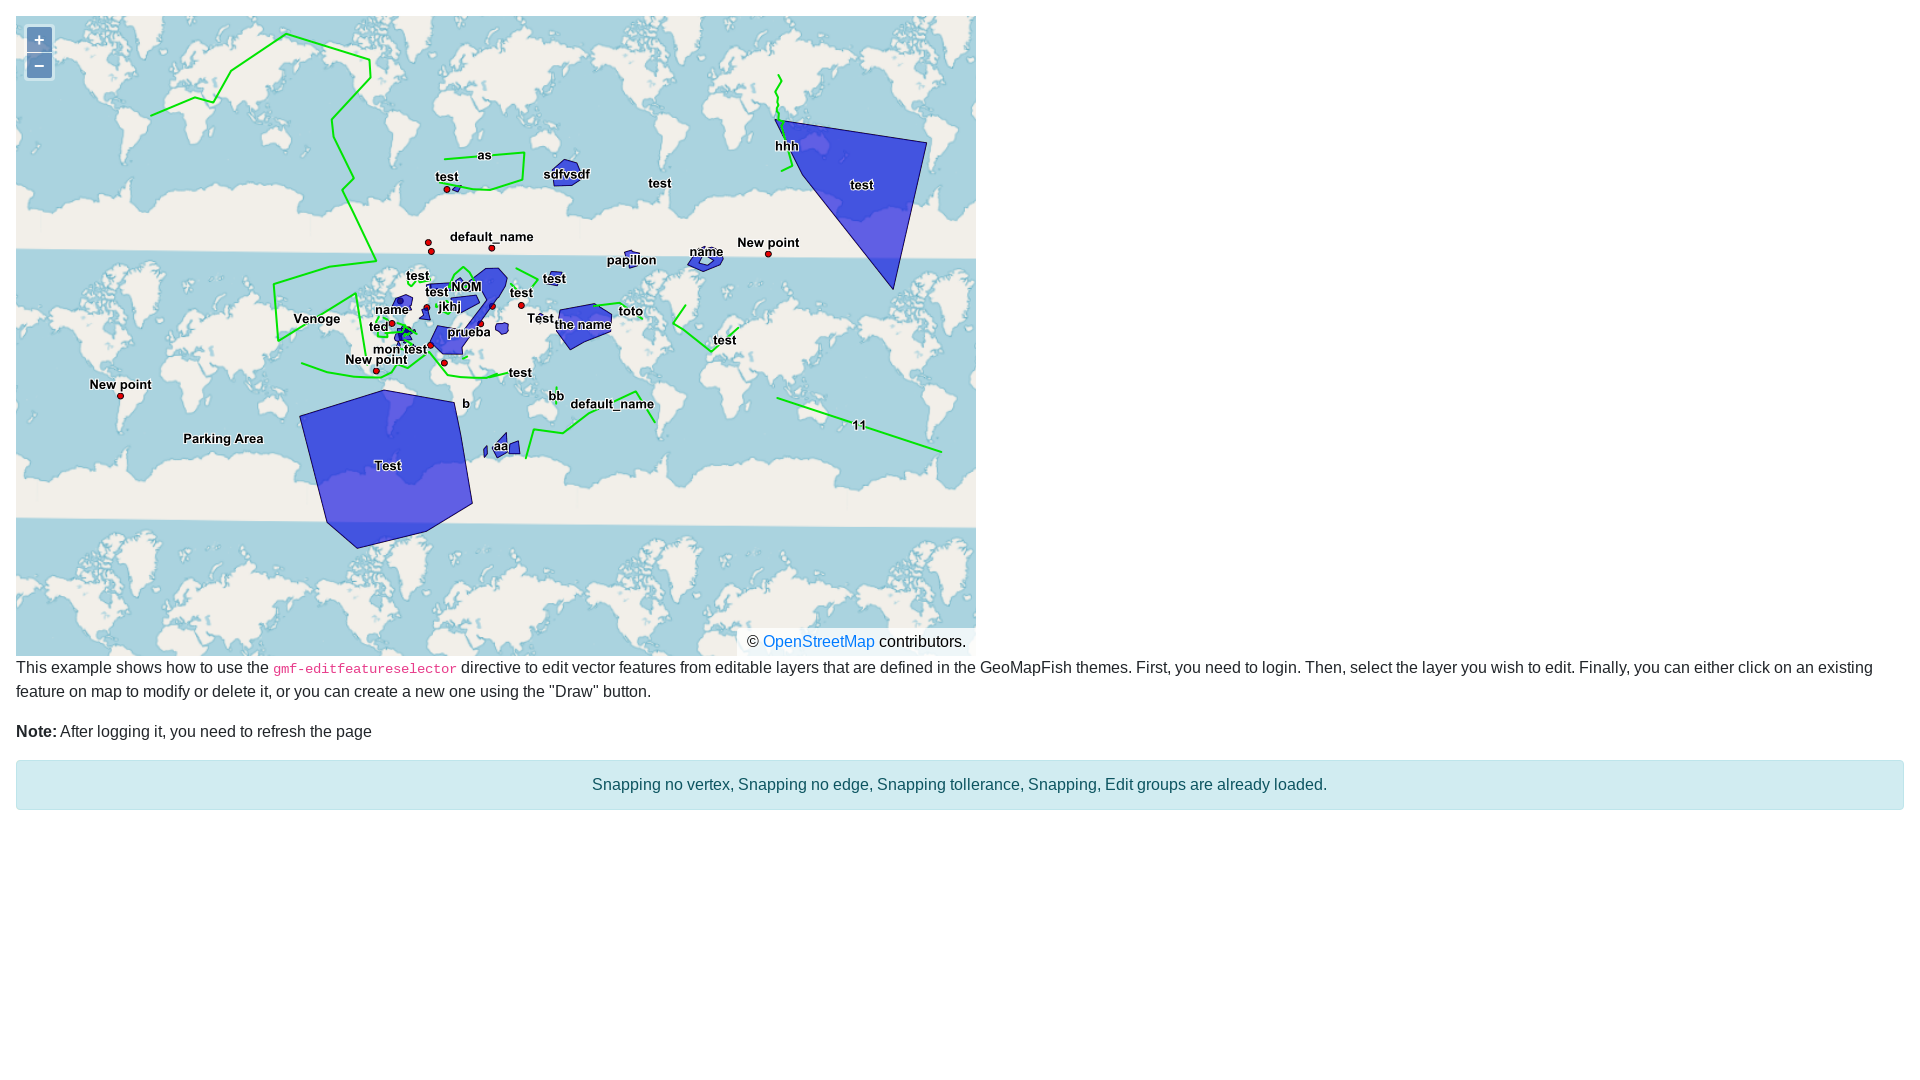 +
−
as
hhh
test
sdfvsdf
test
test
default_name
New point
name
papillon
test
test
NOM
test
test
jkhj
name
toto
Venoge
Test
the name
ted
prueba
test
mon test
New point
test
New point
bb
b
default_name
11
Parking Area
aa
Test
© OpenStreetMap contributors.
This example shows how to use the gmf-editfeatureselector directive to edit vector features from editable layers that are defined in the GeoMapFish themes. First, you need to login. Then, select the layer you wish to edit. Finally, you can either click on an existing
feature on map to modify or delete it, or you can create a new one using the "Draw" button.
Note: After logging it, you need to refresh the page
Snapping no vertex, Snapping no edge, Snapping tollerance, Snapping, Edit groups are already loaded.